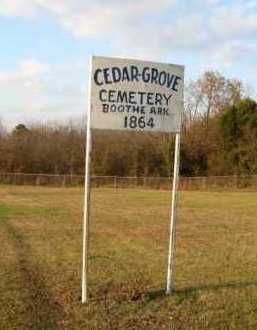 CEDAR-GROVE
CEMETERY
BOOTHE ARK.
1864